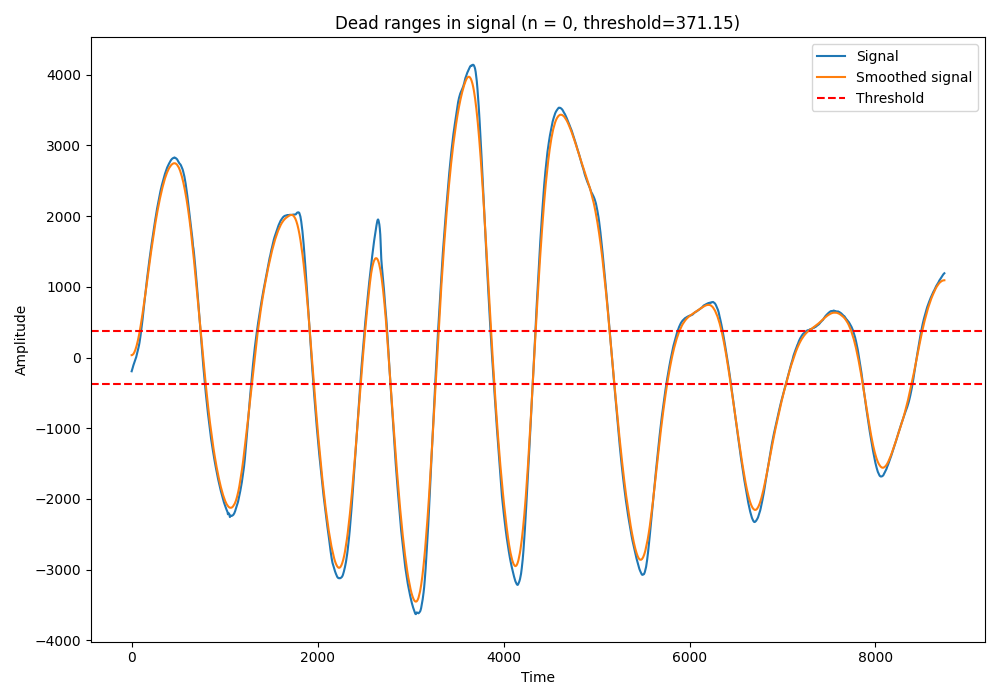 Dead ranges in signal (n = 0, threshold=371.15)
Signal
Smoothed signal
Threshold
Amplitude
4000
3000
2000
1000
0
−1000
−2000
−3000
−4000
0 2000 4000 6000 8000
Time